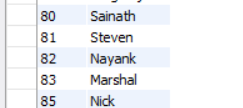 80 Sainath
81 Steven
82 Nayank
83 Marshal
85 Nick